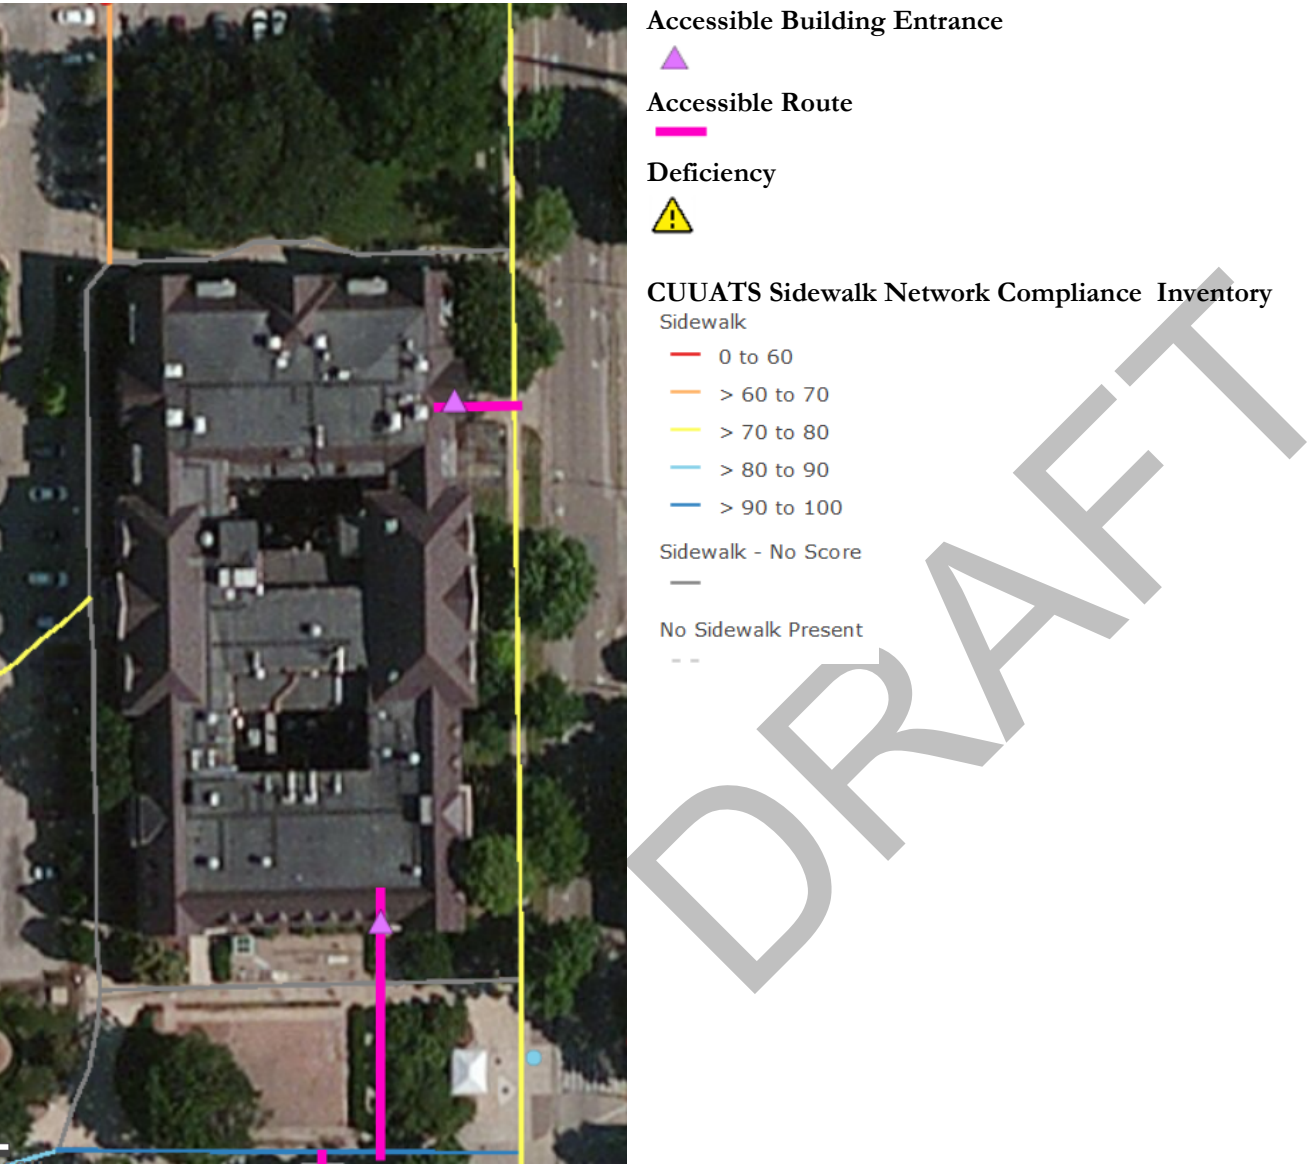 Accessible Building Entrance
Accessible Route
Deficiency
CUUATS Sidewalk Network Compliance Inventory
Sidewalk
0 to 60
> 60 to 70
> 70 to 80
> 80 to 90
> 90 to 100
Sidewalk - No Score
No Sidewalk Present
DRAFT